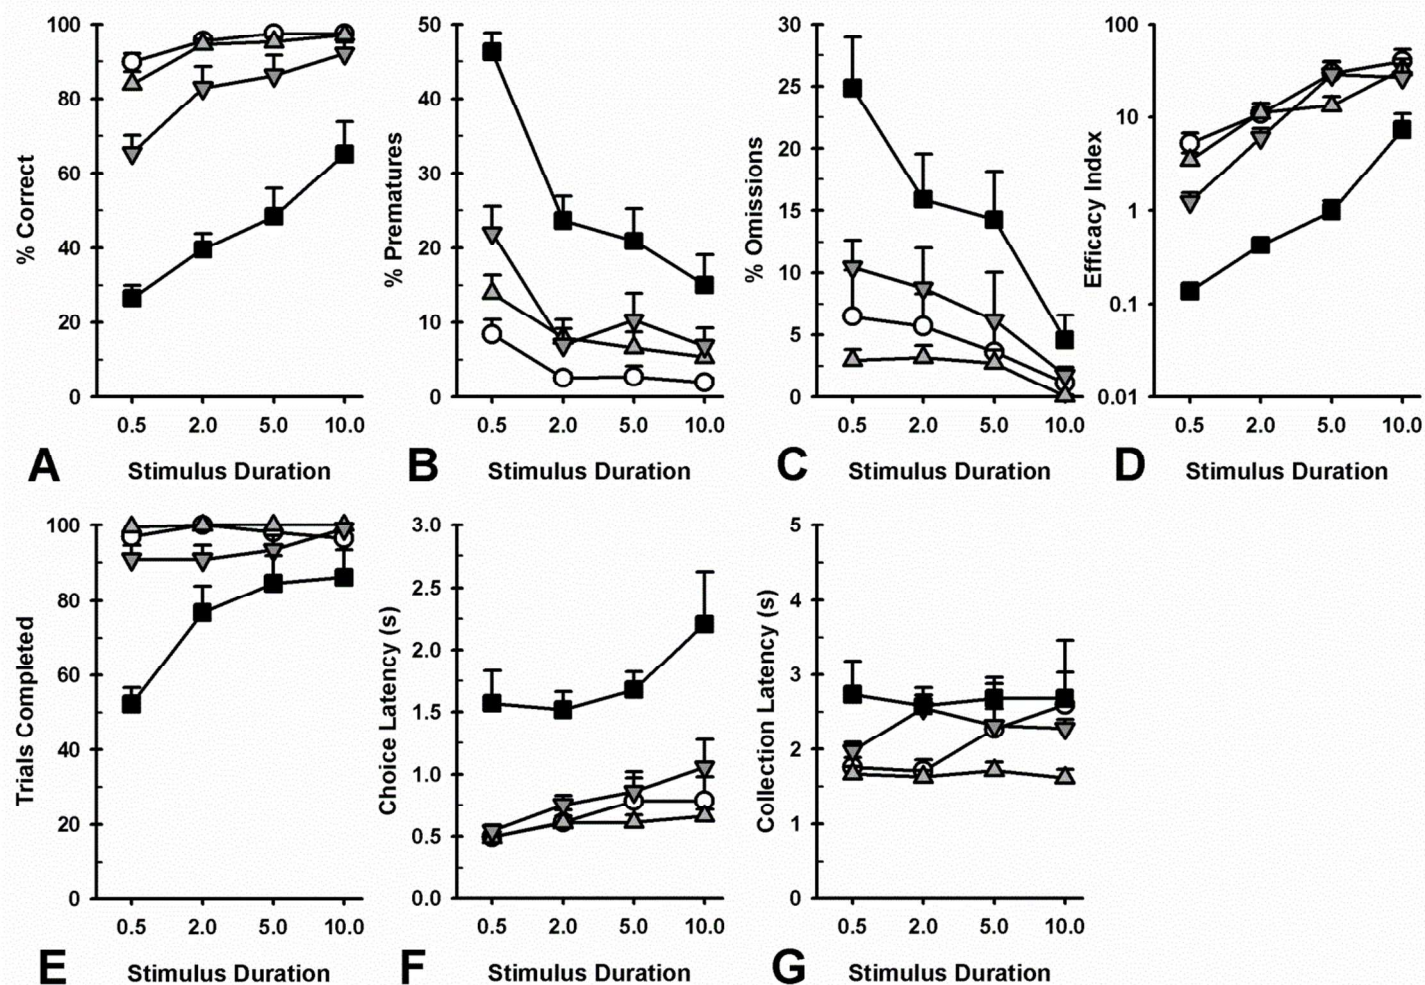 100
80
60
40
20
0
% Correct
0.5 2.0 5.0 10.0
A Stimulus Duration
50
40
30
20
10
0
% Prematures
0.5 2.0 5.0 10.0
B Stimulus Duration
30
25
20
15
10
5
0
% Omissions
0.5 2.0 5.0 10.0
C Stimulus Duration
100
10
1
0.1
0.01
Efficacy Index
0.5 2.0 5.0 10.0
D Stimulus Duration
100
80
60
40
20
0
Trials Completed
0.5 2.0 5.0 10.0
E Stimulus Duration
3.0
2.5
2.0
1.5
1.0
0.5
0.0
Choice Latency (s)
0.5 2.0 5.0 10.0
F Stimulus Duration
5
4
3
2
1
0
Collection Latency (s)
0.5 2.0 5.0 10.0
G Stimulus Duration